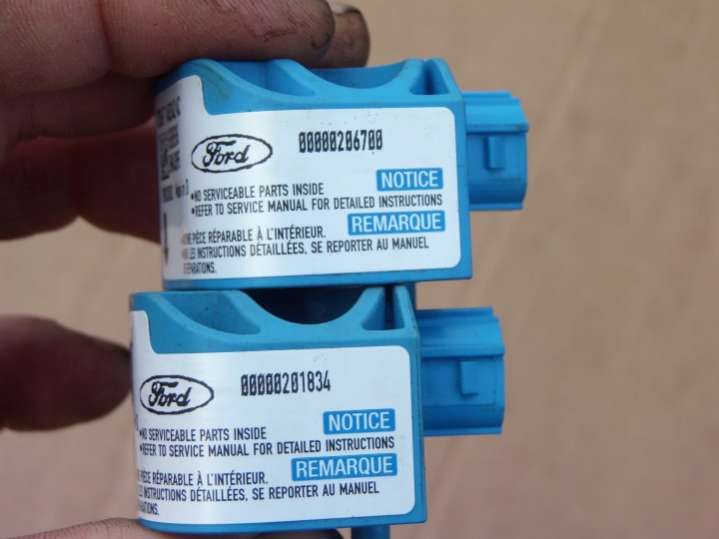 Ford
00000206700
NOTICE
•NO SERVICEABLE PARTS INSIDE
•REFER TO SERVICE MANUAL FOR DETAILED INSTRUCTIONS
REMARQUE
PIÈCE RÉPARABLE À L'INTÉRIEUR.
LES INSTRUCTIONS DÉTAILLÉES, SE REPORTER AU MANUEL
RÉPARATIONS.
Ford
00000201834
NOTICE
•NO SERVICEABLE PARTS INSIDE
•REFER TO SERVICE MANUAL FOR DETAILED INSTRUCTIONS
REMARQUE
PIÈCE RÉPARABLE À L'INTÉRIEUR.
INSTRUCTIONS DÉTAILLÉES, SE REPORTER AU MANUEL